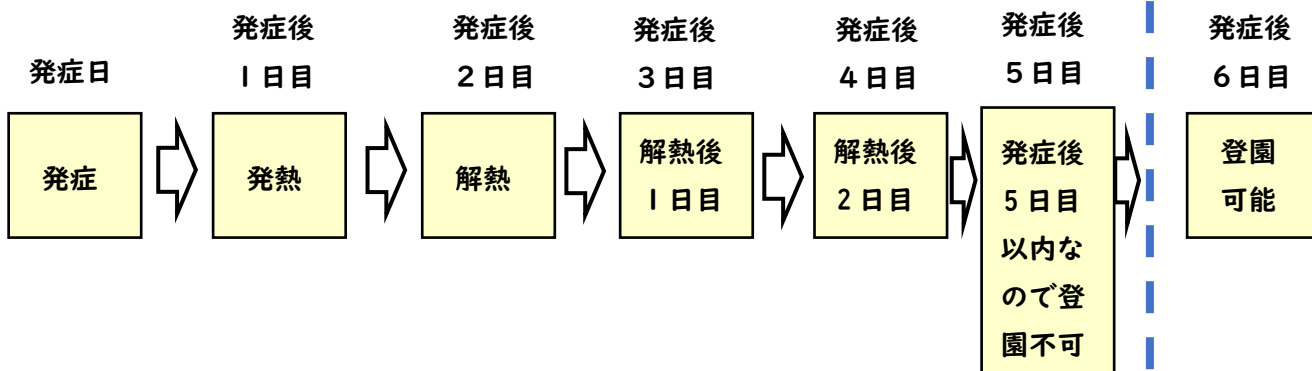 発症日
発症後
1日目
発症後
2日目
発症後
3日目
発症後
4日目
発症後
5日目
発症後
6日目
発症
発熱
解熱
解熱後
1日目
解熱後
2日目
発症後
5日目
以内な
ので登
園不可
登園
可能